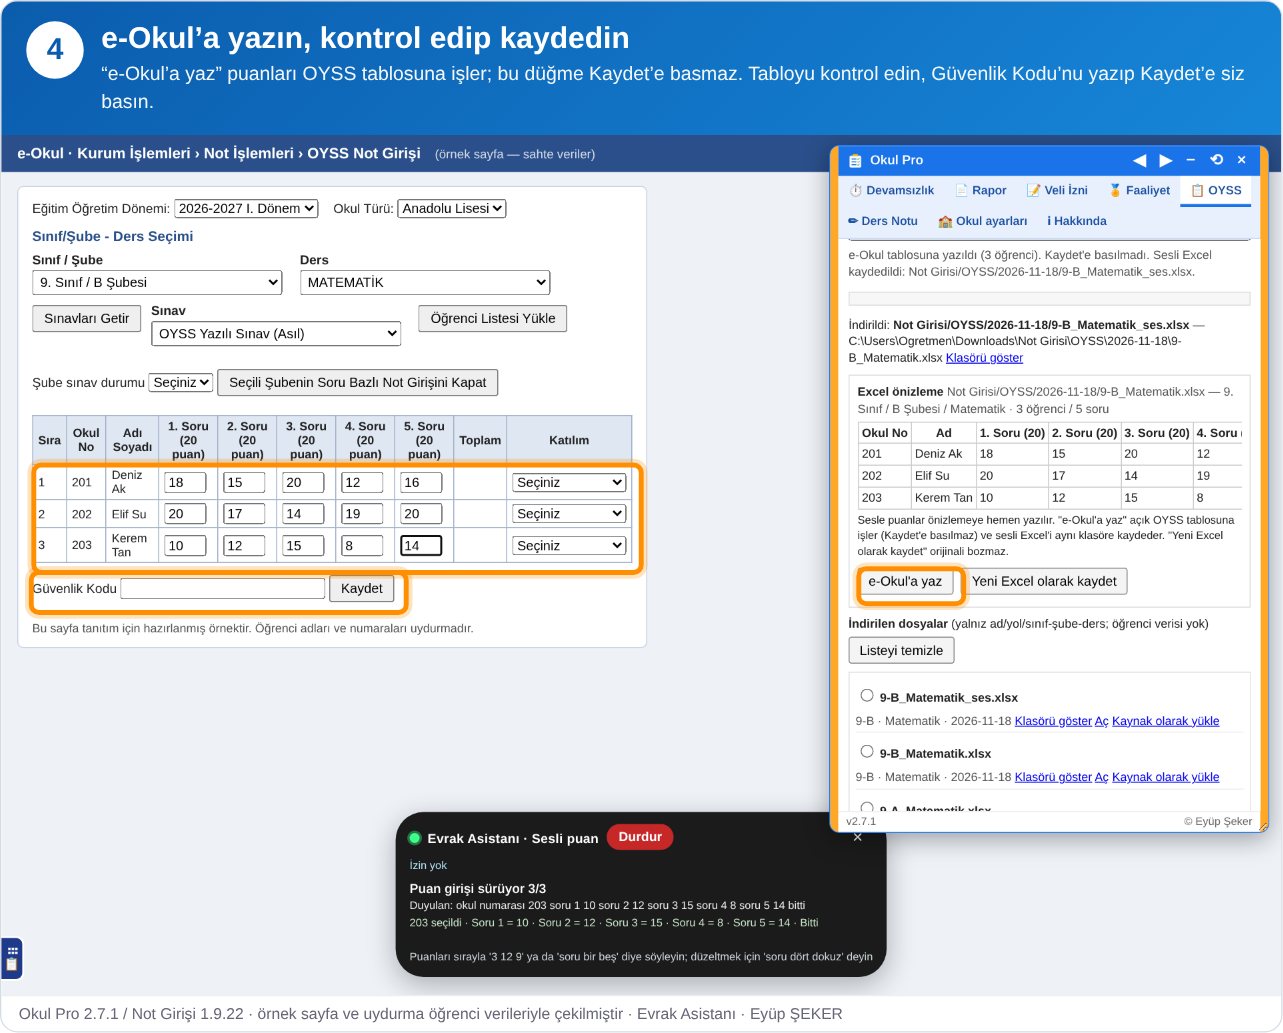 4
e-Okul’a yazın, kontrol edip kaydedin
“e-Okul’a yaz” puanları OYSS tablosuna işler; bu düğme Kaydet’e basmaz. Tabloyu kontrol edin, Güvenlik Kodu’nu yazıp Kaydet’e siz
basın.
e-Okul · Kurum İşlemleri › Not İşlemleri › OYSS Not Girişi (örnek sayfa — sahte veriler)
Eğitim Öğretim Dönemi: 2026-2027 I. Dönem Okul Türü: Anadolu Lisesi
Sınıf/Şube - Ders Seçimi
Sınıf / Şube Ders
9. Sınıf / B Şubesi MATEMATİK
Sınavları Getir Sınav Öğrenci Listesi Yükle
OYSS Yazılı Sınav (Asıl)
Şube sınav durumu Seçiniz Seçili Şubenin Soru Bazlı Not Girişini Kapat
Sıra Okul No Adı Soyadı 1. Soru (20 puan) 2. Soru (20 puan) 3. Soru (20 puan) 4. Soru (20 puan) 5. Soru (20 puan) Toplam Katılım
1 201 Deniz Ak 18 15 20 12 16 Seçiniz
2 202 Elif Su 20 17 14 19 20 Seçiniz
3 203 Kerem Tan 10 12 15 8 14 Seçiniz
Güvenlik Kodu Kaydet
Bu sayfa tanıtım için hazırlanmış örnektir. Öğrenci adları ve numaraları uydurmadır.
Okul Pro
Devamsızlık Rapor Veli İzni Faaliyet OYSS
Ders Notu Okul ayarları Hakkında
e-Okul tablosuna yazıldı (3 öğrenci). Kaydet'e basılmadı. Sesli Excel
kaydedildi: Not Girisi/OYSS/2026-11-18/9-B_Matematik_ses.xlsx.
İndirildi: Not Girisi/OYSS/2026-11-18/9-B_Matematik_ses.xlsx —
C:\Users\Ogretmen\Downloads\Not Girisi\OYSS\2026-11-18\9-
B_Matematik.xlsx Klasörü göster
Excel önizleme Not Girisi/OYSS/2026-11-18/9-B_Matematik.xlsx — 9.
Sınıf / B Şubesi / Matematik · 3 öğrenci / 5 soru
Okul No Ad 1. Soru (20) 2. Soru (20) 3. Soru (20) 4. Soru (
201 Deniz Ak 18 15 20 12
202 Elif Su 20 17 14 19
203 Kerem Tan 10 12 15 8
Sesle puanlar önizlemeye hemen yazılır. "e-Okul'a yaz" açık OYSS tablosuna
işler (Kaydet'e basılmaz) ve sesli Excel'i aynı klasöre kaydeder. "Yeni Excel
olarak kaydet" orijinali bozmaz.
e-Okul'a yaz Yeni Excel olarak kaydet
İndirilen dosyalar (yalnız ad/yol/sınıf-şube-ders; öğrenci verisi yok)
Listeyi temizle
9-B_Matematik_ses.xlsx
9-B · Matematik · 2026-11-18 Klasörü göster Aç Kaynak olarak yükle
9-B_Matematik.xlsx
9-B · Matematik · 2026-11-18 Klasörü göster Aç Kaynak olarak yükle
9-A_Matematik.xlsx
v2.7.1 © Eyüp Şeker
Evrak Asistanı · Sesli puan Durdur
İzin yok
Puan girişi sürüyor 3/3
Duyulan: okul numarası 203 soru 1 10 soru 2 12 soru 3 15 soru 4 8 soru 5 14 bitti
203 seçildi · Soru 1 = 10 · Soru 2 = 12 · Soru 3 = 15 · Soru 4 = 8 · Soru 5 = 14 · Bitti
Puanları sırayla '3 12 9' ya da 'soru bir beş' diye söyleyin; düzeltmek için 'soru dört dokuz' deyin
Okul Pro 2.7.1 / Not Girişi 1.9.22 · örnek sayfa ve uydurma öğrenci verileriyle çekilmiştir · Evrak Asistanı · Eyüp ŞEKER